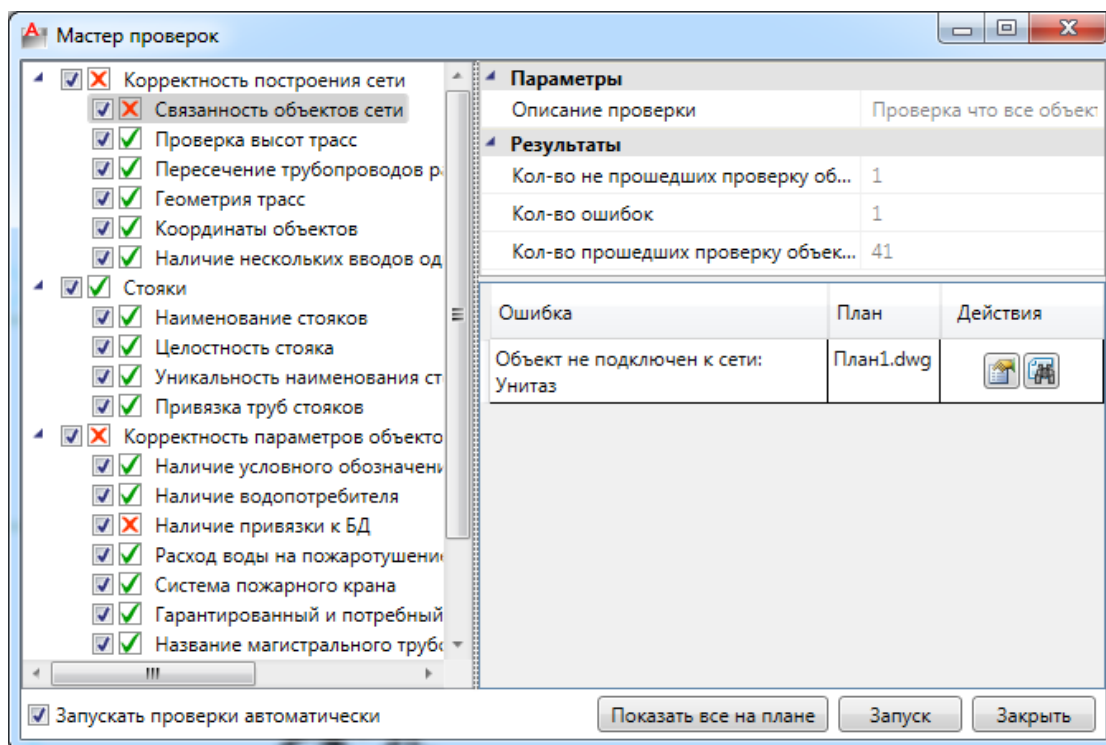 Мастер проверок
Корректность построения сети
Связанность объектов сети
Проверка высот трасс
Пересечение трубопроводов р
Геометрия трасс
Координаты объектов
Наличие нескольких вводов од
Стояки
Наименование стояков
Целостность стояка
Уникальность наименования ст
Привязка труб стояков
Корректность параметров объекто
Наличие условного обозначени
Наличие водопотребителя
Наличие привязки к БД
Расход воды на пожаротушение
Система пожарного крана
Гарантированный и потребный
Название магистрального трубо
Параметры
Описание проверки Проверка что все объект
Результаты
Кол-во не прошедших проверку об... 1
Кол-во ошибок 1
Кол-во прошедших проверку объек... 41
Ошибка План Действия
Объект не подключен к сети: План1.dwg
Унитаз
Запускать проверки автоматически
Показать все на плане Запуск Закрыть